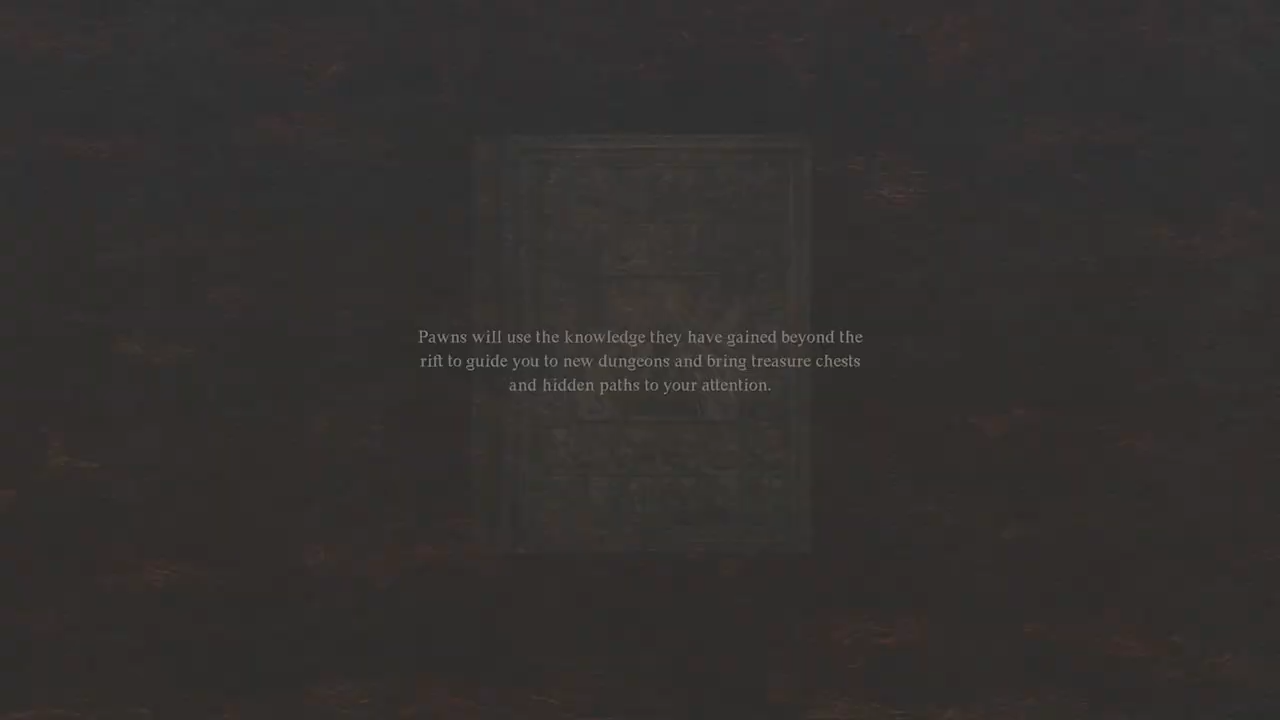 Pawns will use the knowledge they have gained beyond the
rift to guide you to new dungeons and bring treasure chests
and hidden paths to your attention.